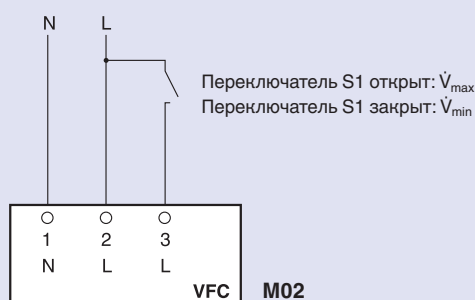 N L
Переключатель S1 открыт: V̇max
Переключатель S1 закрыт: V̇min
1 2 3
N L L
VFC M02